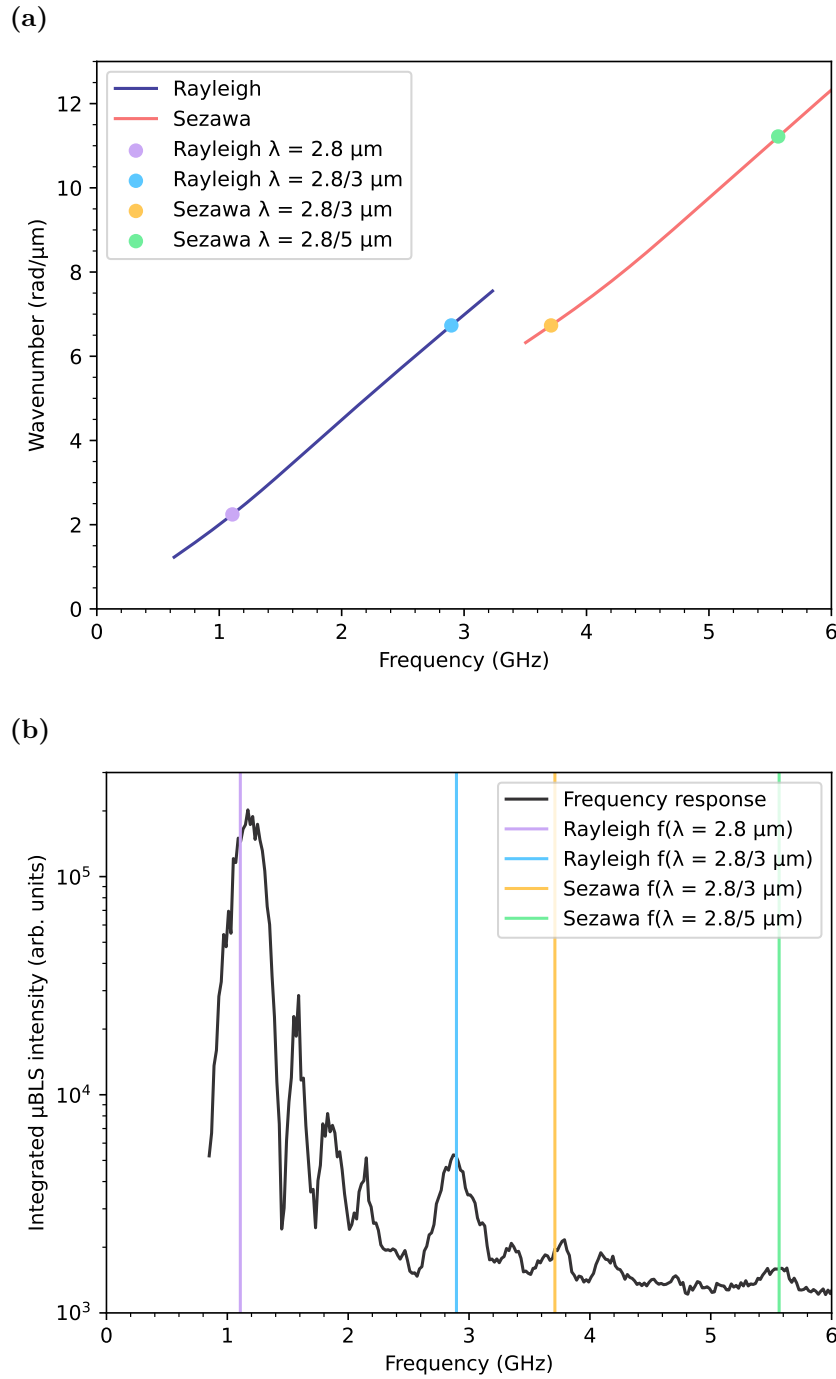 (a)
Rayleigh
Sezawa
Rayleigh λ = 2.8 μm
Rayleigh λ = 2.8/3 μm
Sezawa λ = 2.8/3 μm
Sezawa λ = 2.8/5 μm
Wavenumber (rad/μm)
12
10
8
6
4
2
0
0 1 2 3 4 5 6
Frequency (GHz)
(b)
Frequency response
Rayleigh f(λ = 2.8 μm)
Rayleigh f(λ = 2.8/3 μm)
Sezawa f(λ = 2.8/3 μm)
Sezawa f(λ = 2.8/5 μm)
Integrated μBLS intensity (arb. units)
10⁵
10⁴
10³
0 1 2 3 4 5 6
Frequency (GHz)